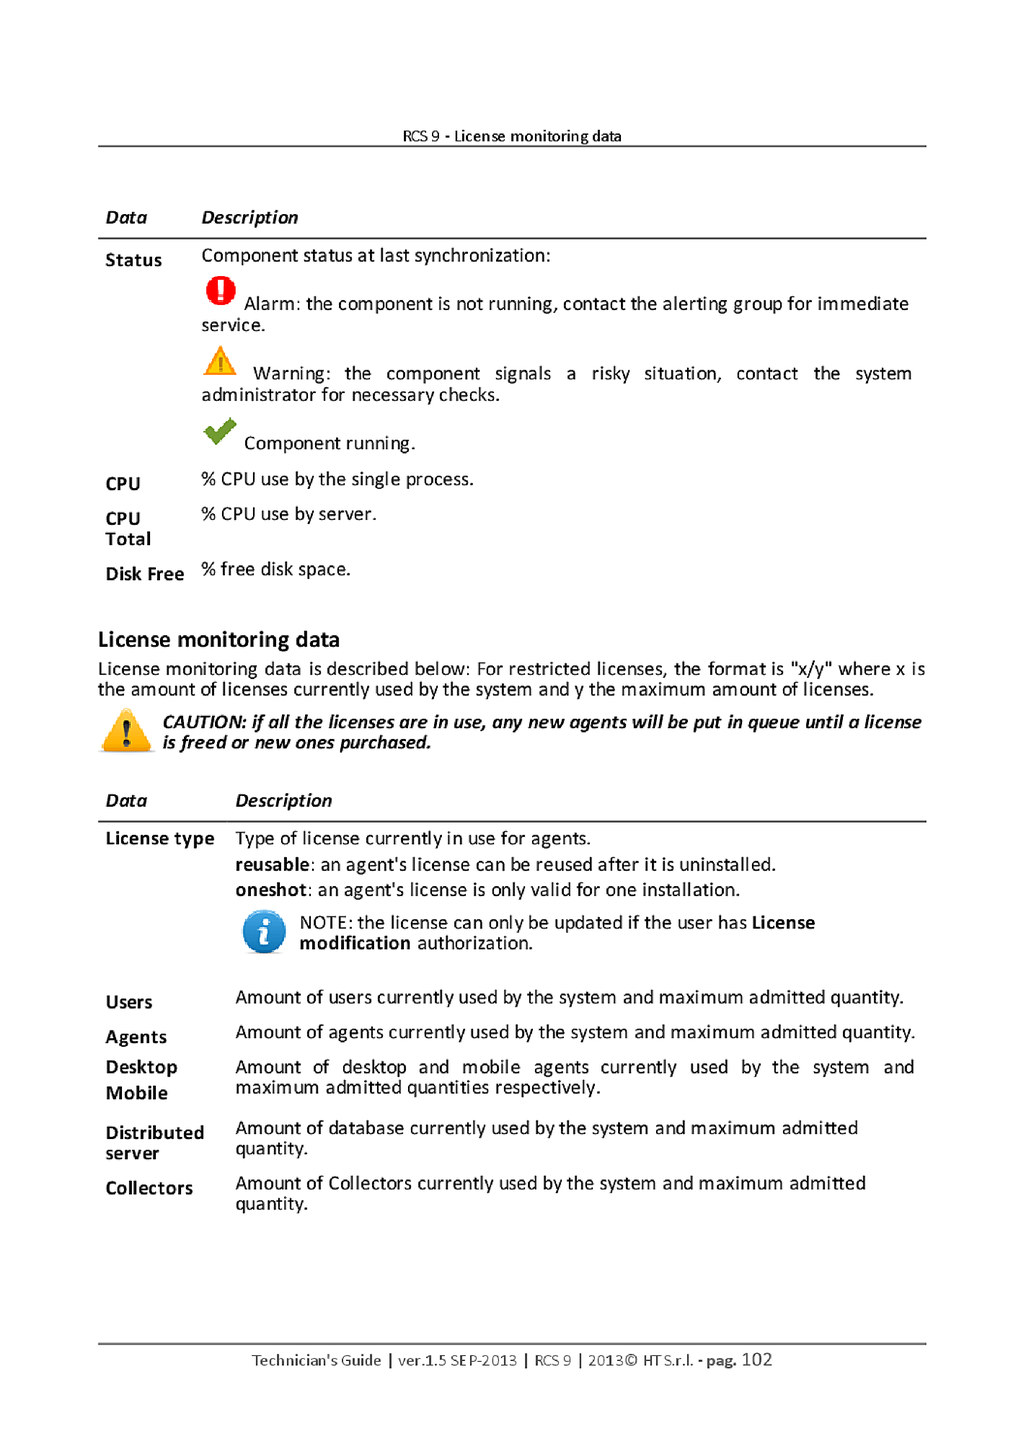 RCS 9 - License monitoring data
Data Description
Status Component status at last synchronization:
Alarm: the component is not running, contact the alerting group for immediate
service.
Warning: the component signals a risky situation, contact the system
administrator for necessary checks.
Component running.
CPU % CPU use by the single process.
CPU % CPU use by server.
Total
Disk Free % free disk space.
License monitoring data
License monitoring data is described below: For restricted licenses, the format is "x/y" where x is
the amount of licenses currently used by the system and y the maximum amount of licenses.
CAUTION: if all the licenses are in use, any new agents will be put in queue until a license
is freed or new ones purchased.
Data Description
License type Type of license currently in use for agents.
reusable: an agent's license can be reused after it is uninstalled.
oneshot: an agent's license is only valid for one installation.
NOTE: the license can only be updated if the user has License
modification authorization.
Users Amount of users currently used by the system and maximum admitted quantity.
Agents Amount of agents currently used by the system and maximum admitted quantity.
Desktop Amount of desktop and mobile agents currently used by the system and
Mobile maximum admitted quantities respectively.
Distributed Amount of database currently used by the system and maximum admitted
server quantity.
Collectors Amount of Collectors currently used by the system and maximum admitted
quantity.
Technician's Guide | ver.1.5 SEP-2013 | RCS 9 | 2013© HT S.r.l. - pag. 102